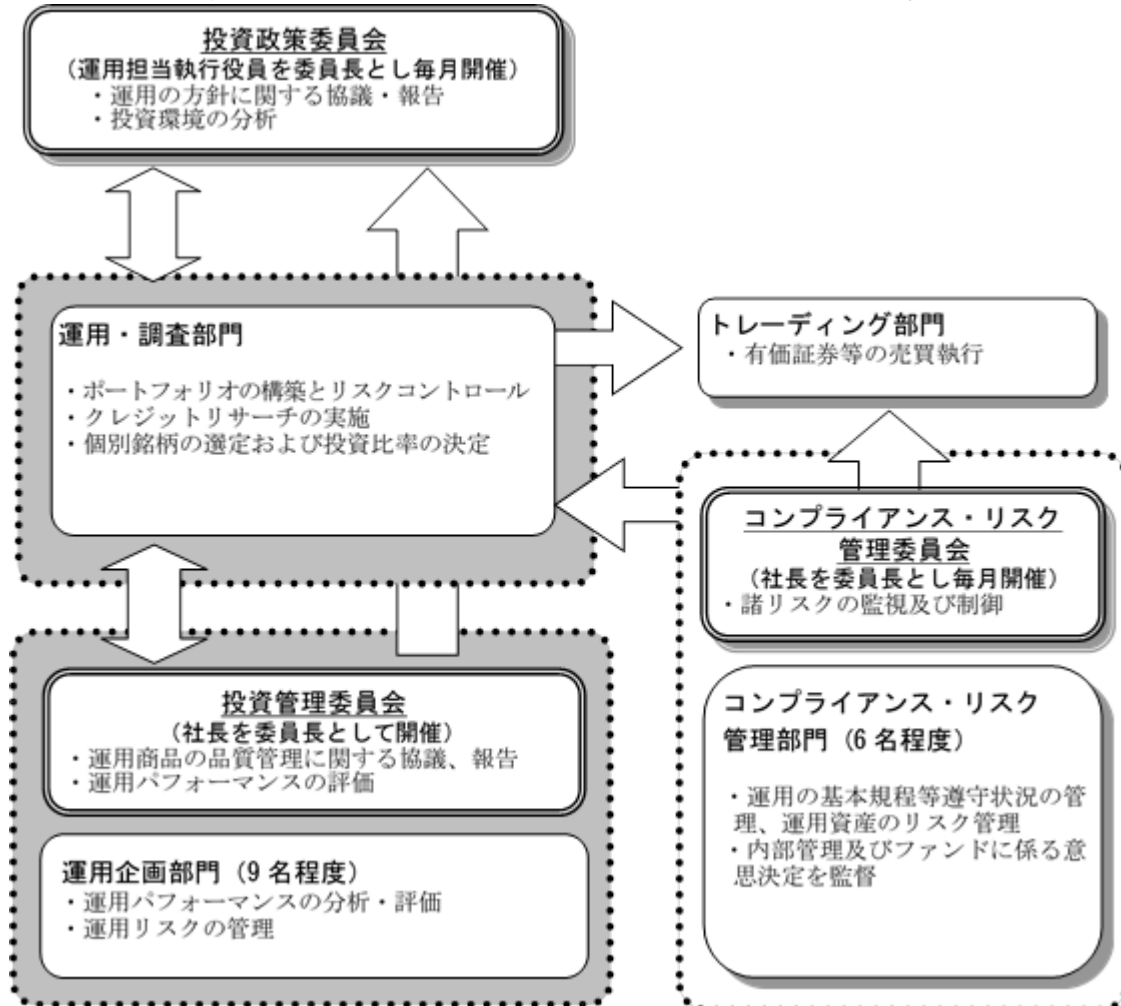 投資政策委員会
(運用担当執行役員を委員長とし毎月開催)
・運用の方針に関する協議・報告
・投資環境の分析
運用・調査部門
・ポートフォリオの構築とリスクコントロール
・クレジットリサーチの実施
・個別銘柄の選定および投資比率の決定
トレーディング部門
・有価証券等の売買執行
コンプライアンス・リスク
管理委員会
(社長を委員長とし毎月開催)
・諸リスクの監視及び制御
投資管理委員会
(社長を委員長として開催)
・運用商品の品質管理に関する協議、報告
・運用パフォーマンスの評価
運用企画部門(9名程度)
・運用パフォーマンスの分析・評価
・運用リスクの管理
コンプライアンス・リスク
管理部門(6名程度)
・運用の基本規程等遵守状況の管
理、運用資産のリスク管理
・内部管理及びファンドに係る意
思決定を監督